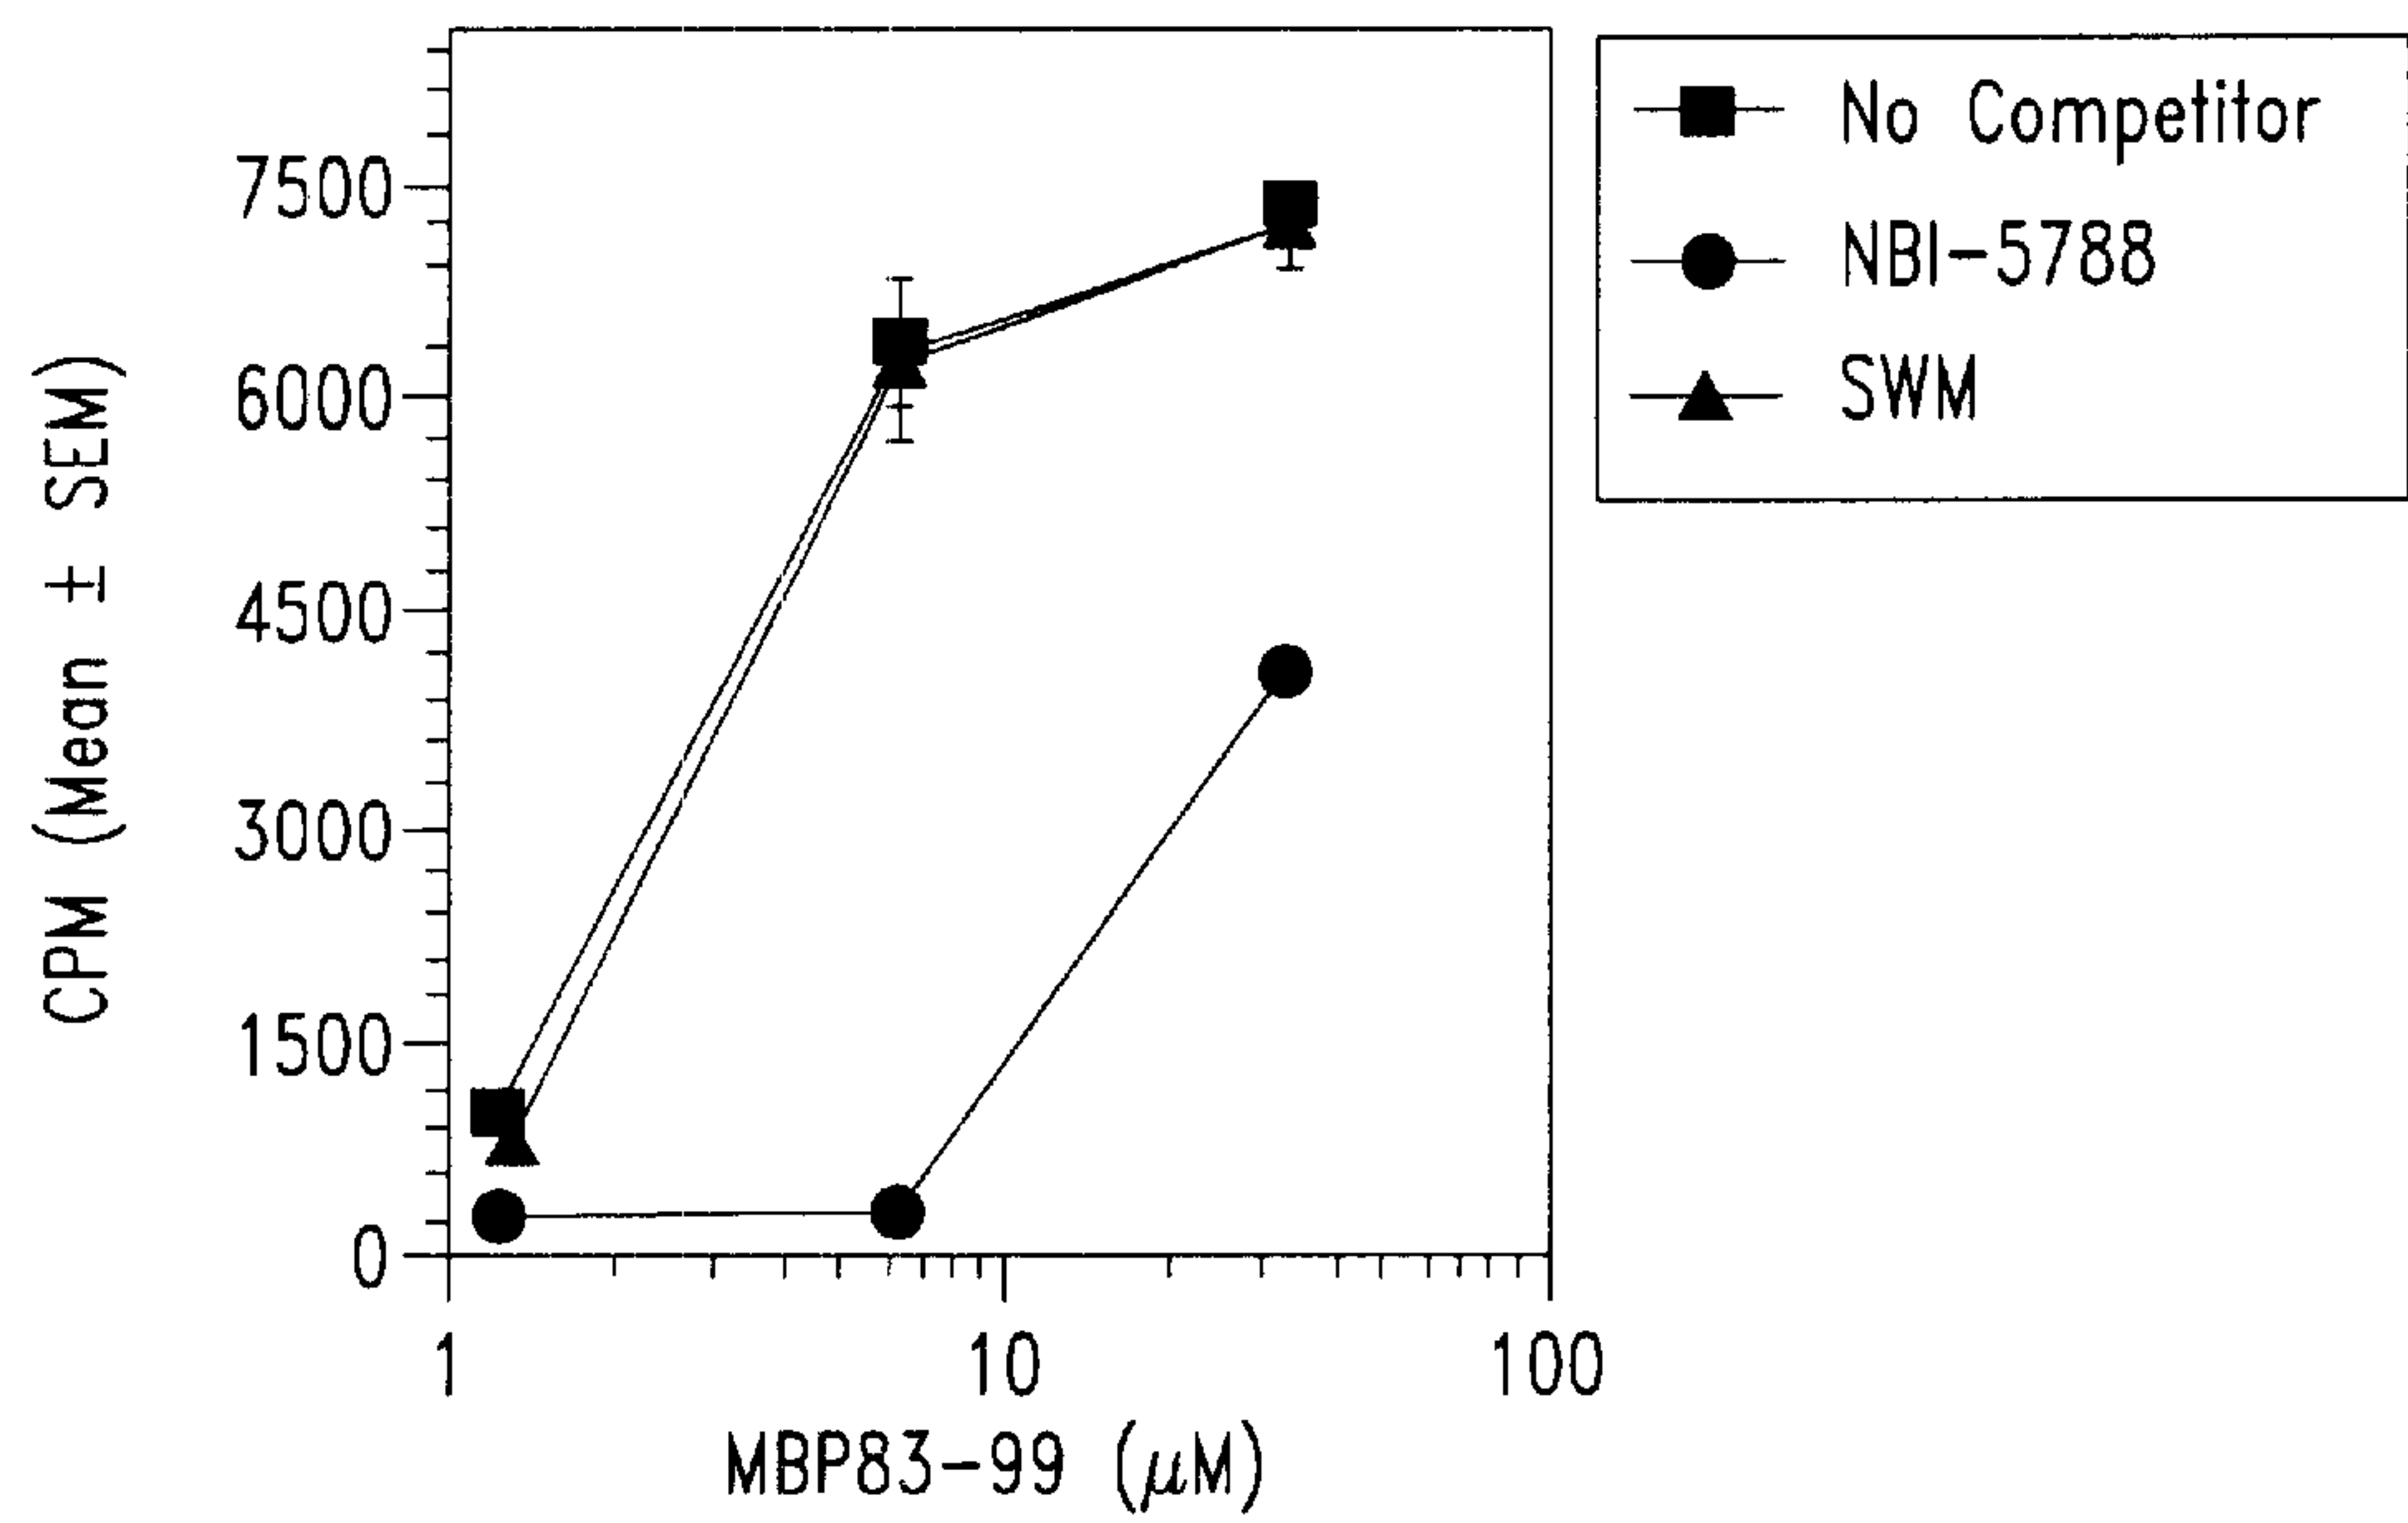 No Competitor
NBI-5788
SWM
CPM (Mean ± SEM)
7500
6000
4500
3000
1500
0
1
10
100
MBP83-99 (μM)